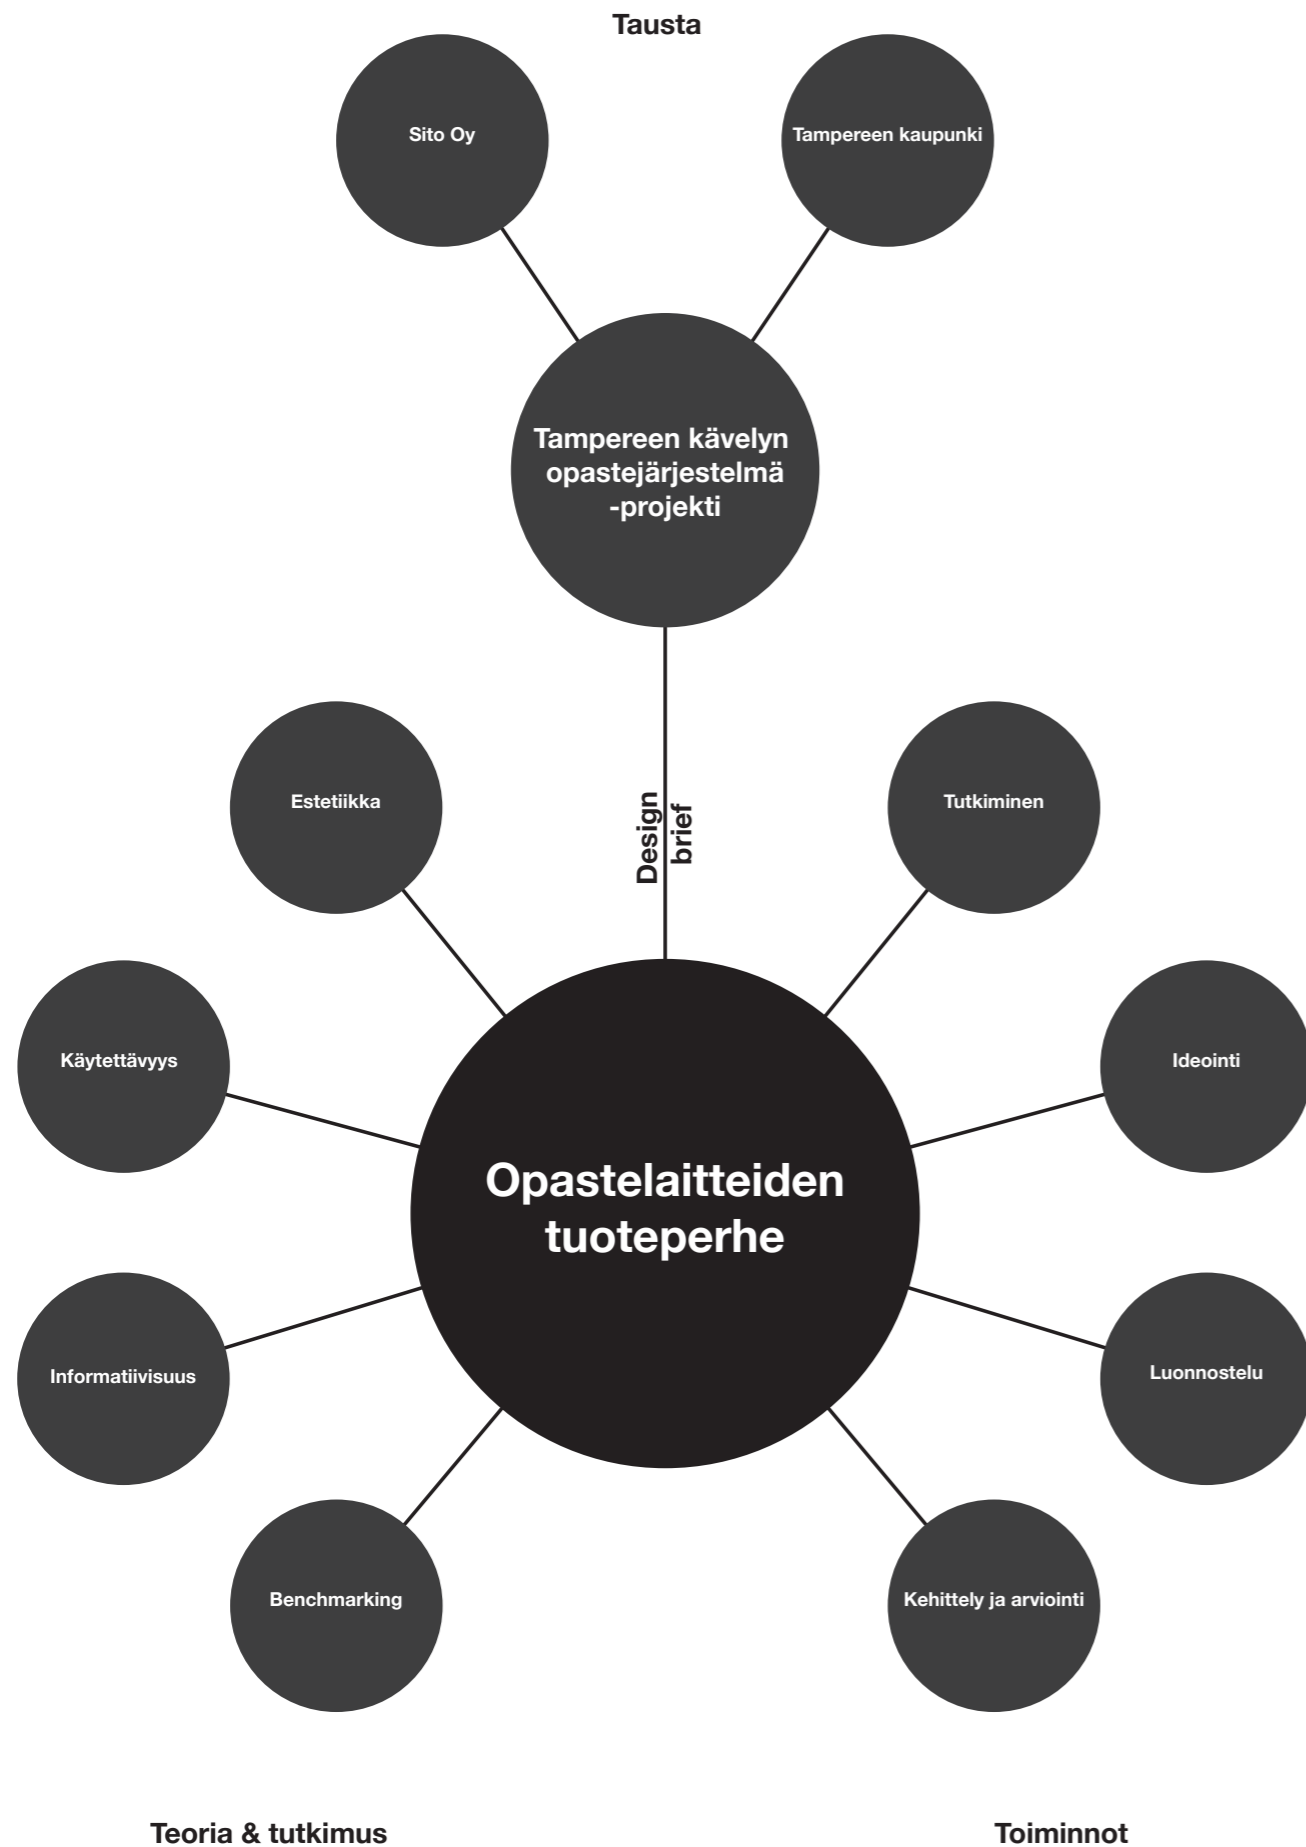 Tausta
Sito Oy
Tampereen kaupunki
Tampereen kävelyn
opastejärjestelmä
-projekti
Design
brief
Estetiikka
Tutkiminen
Käytettävyys
Ideointi
Opastelaitteiden
tuoteperhe
Informatiivisuus
Luonnostelu
Benchmarking
Kehittely ja arviointi
Teoria & tutkimus
Toiminnot